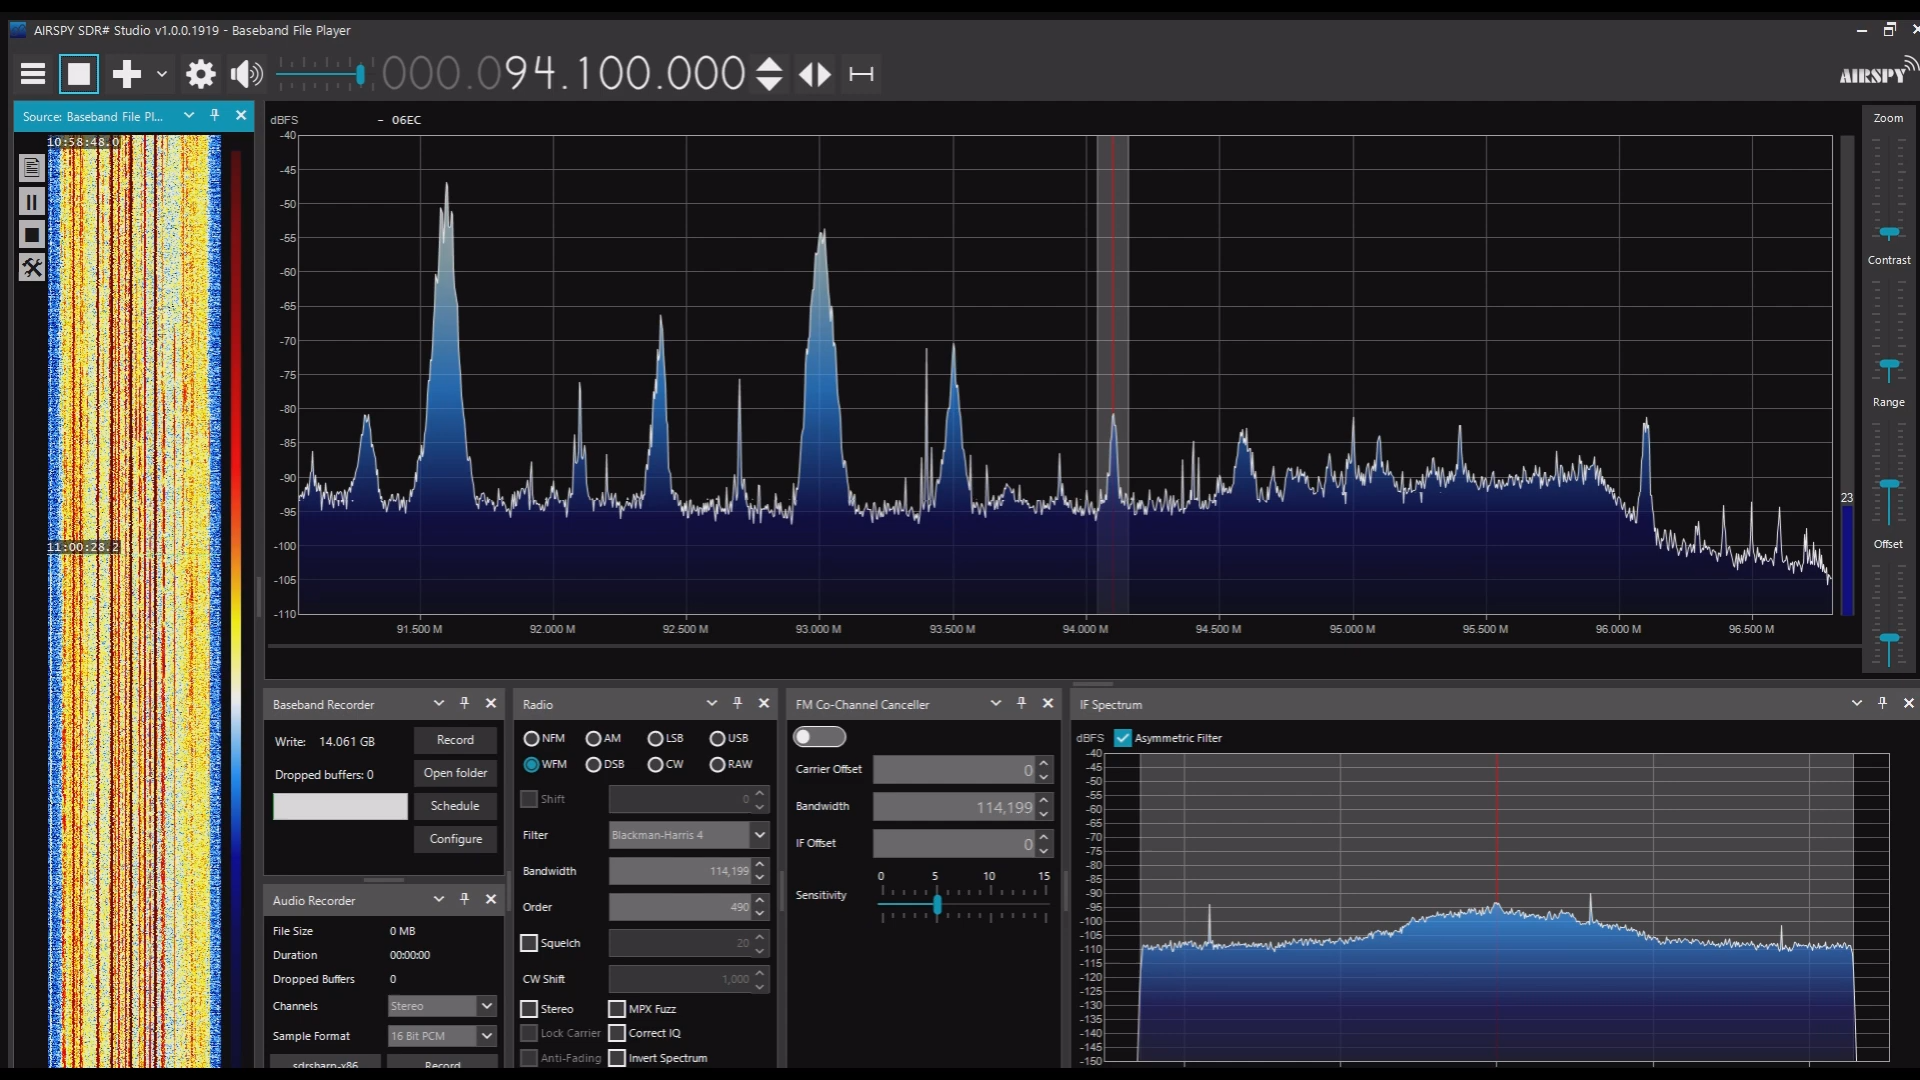 AIRSPY SDR# Studio v1.0.0.1919 - Baseband File Player
000.094.100.000
AIRSPY
Source: Baseband File Pl...
10:58:48.0
11:00:28.2
dBFS
- 06EC
-40
-45
-50
-55
-60
-65
-70
-75
-80
-85
-90
-95
-100
-105
-110
91.500 M
92.000 M
92.500 M
93.000 M
93.500 M
94.000 M
94.500 M
95.000 M
95.500 M
96.000 M
96.500 M
23
Zoom
Contrast
Range
Offset
Baseband Recorder
Write: 14.061 GB
Record
Dropped buffers: 0
Open folder
Schedule
Configure
Audio Recorder
File Size 0 MB
Duration 00:00:00
Dropped Buffers 0
Channels Stereo
Sample Format 16 Bit PCM
sdrsharp-x86 Record
Radio
NFM AM LSB USB
WFM DSB CW RAW
Shift 0
Filter Blackman-Harris 4
Bandwidth 114,199
Order 490
Squelch 20
CW Shift 1,000
Stereo MPX Fuzz
Lock Carrier Correct IQ
Anti-Fading Invert Spectrum
FM Co-Channel Canceller
Carrier Offset 0
Bandwidth 114,199
IF Offset 0
0 5 10 15
Sensitivity
IF Spectrum
dBFS Asymmetric Filter
-40
-45
-50
-55
-60
-65
-70
-75
-80
-85
-90
-95
-100
-105
-110
-115
-120
-125
-130
-135
-140
-145
-150